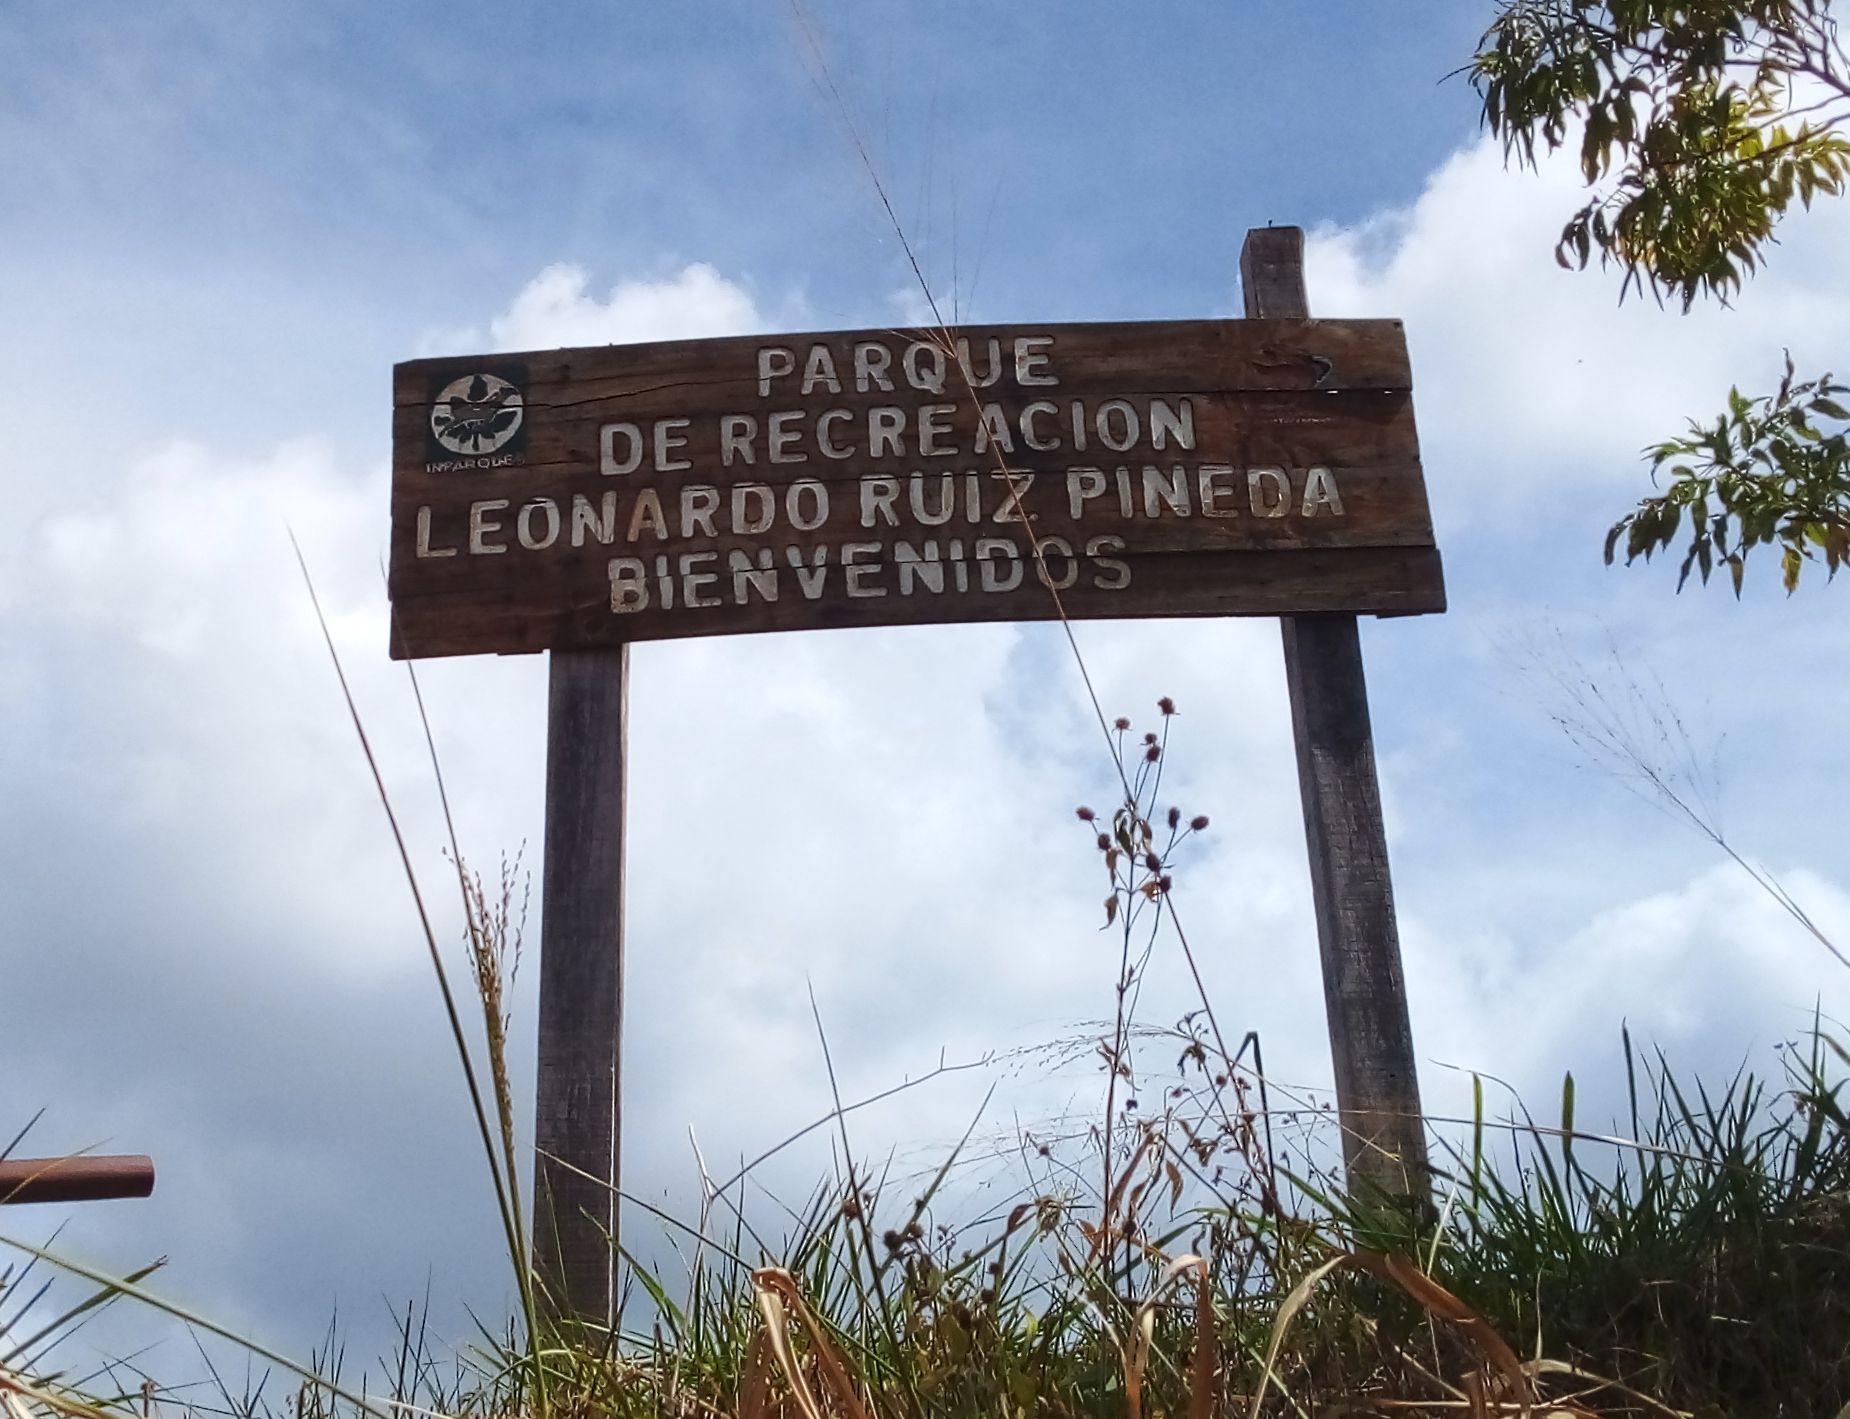 INPARQUES
PARQUE
DE RECREACION
LEONARDO RUIZ PINEDA
BIENVENIDOS